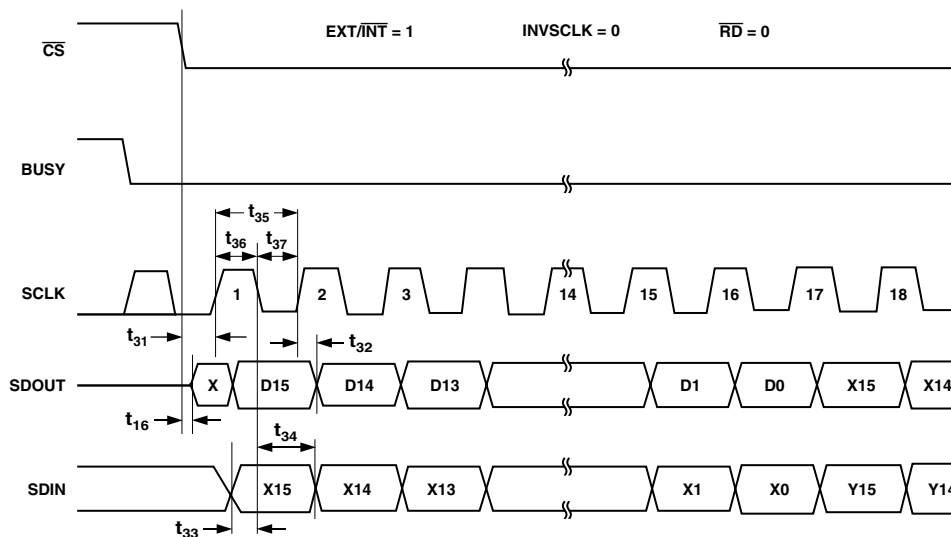 EXT/INT = 1 INVSCLK = 0 RD = 0
CS
BUSY
t35
t36 t37
SCLK 1 2 3 14 15 16 17 18
t31 t32
SDOUT X D15 D14 D13 D1 D0 X15 X14
t16
t34
SDIN X15 X14 X13 X1 X0 Y15 Y14
t33